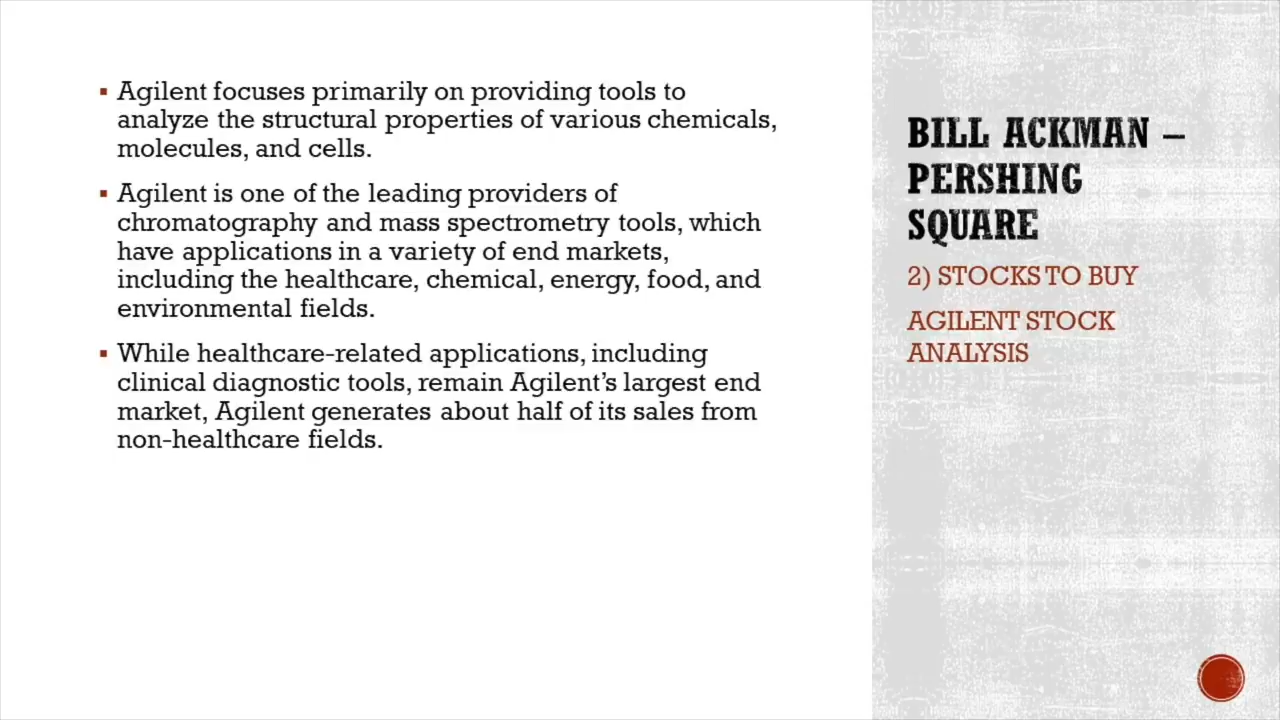 ▪ Agilent focuses primarily on providing tools to
analyze the structural properties of various chemicals,
molecules, and cells.
▪ Agilent is one of the leading providers of
chromatography and mass spectrometry tools, which
have applications in a variety of end markets,
including the healthcare, chemical, energy, food, and
environmental fields.
▪ While healthcare-related applications, including
clinical diagnostic tools, remain Agilent’s largest end
market, Agilent generates about half of its sales from
non-healthcare fields.
BILL ACKMAN –
PERSHING
SQUARE
2) STOCKS TO BUY
AGILENT STOCK
ANALYSIS